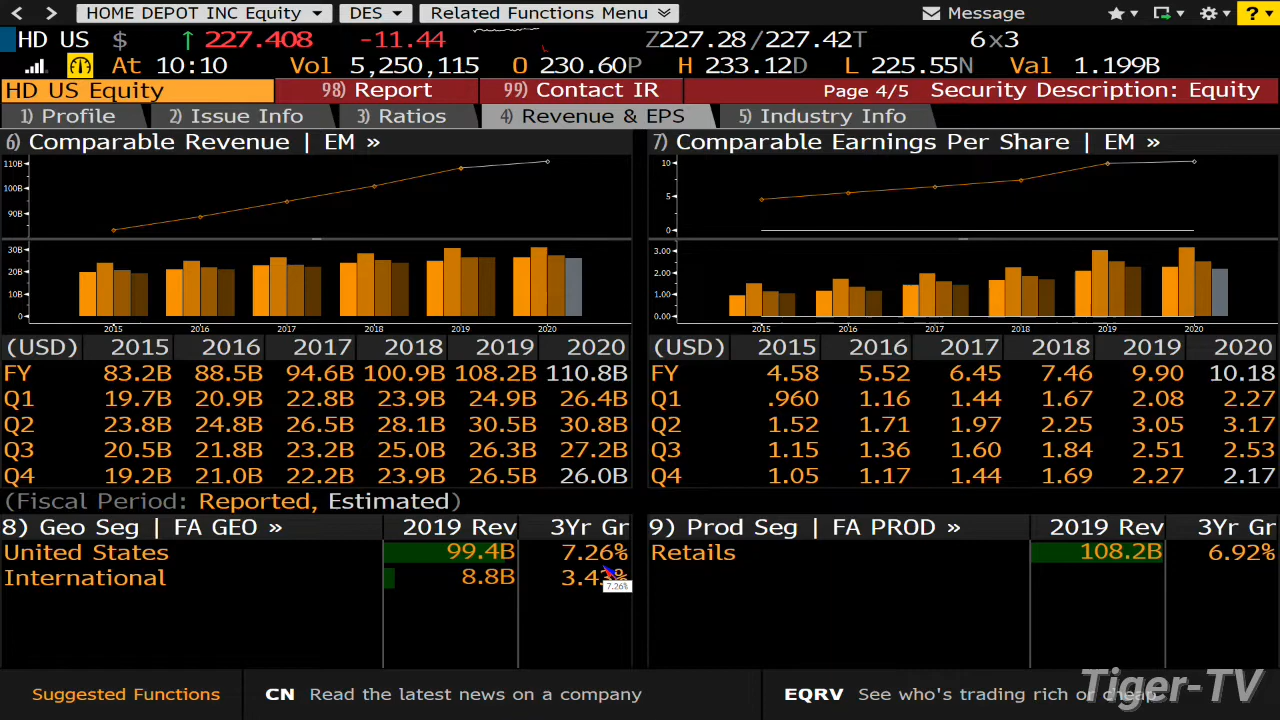 < > HOME DEPOT INC Equity DES Related Functions Menu Message ?
HD US $ ↑ 227.408 -11.44 Z227.28/227.42T 6x3
At 10:10 Vol 5,250,115 O 230.60P H 233.12D L 225.55N Val 1.199B
HD US Equity 98) Report 99) Contact IR Page 4/5 Security Description: Equity
1) Profile 2) Issue Info 3) Ratios 4) Revenue & EPS 5) Industry Info
6) Comparable Revenue | EM »
110B
100B
90B
30B
20B
10B
0
2015 2016 2017 2018 2019 2020
(USD) 2015 2016 2017 2018 2019 2020
FY 83.2B 88.5B 94.6B 100.9B 108.2B 110.8B
Q1 19.7B 20.9B 22.8B 23.9B 24.9B 26.4B
Q2 23.8B 24.8B 26.5B 28.1B 30.5B 30.8B
Q3 20.5B 21.8B 23.2B 25.0B 26.5B 27.2B
Q4 19.2B 21.0B 22.2B 23.9B 26.5B 26.0B
7) Comparable Earnings Per Share | EM »
10
5
0
3.00
2.00
1.00
0.00
2015 2016 2017 2018 2019 2020
(USD) 2015 2016 2017 2018 2019 2020
FY 4.58 5.52 6.45 7.46 9.90 10.18
Q1 .960 1.16 1.44 1.67 2.08 2.27
Q2 1.52 1.71 1.97 2.25 3.05 3.17
Q3 1.15 1.36 1.60 1.84 2.51 2.53
Q4 1.05 1.17 1.44 1.69 2.27 2.17
(Fiscal Period: Reported, Estimated)
8) Geo Seg | FA GEO » 2019 Rev 3Yr Gr
United States 99.4B 7.26%
International 8.8B 3.43%
7.26%
9) Prod Seg | FA PROD » 2019 Rev 3Yr Gr
Retails 108.2B 6.92%
Suggested Functions CN Read the latest news on a company EQRV See who's trading rich or cheap
Tiger-TV